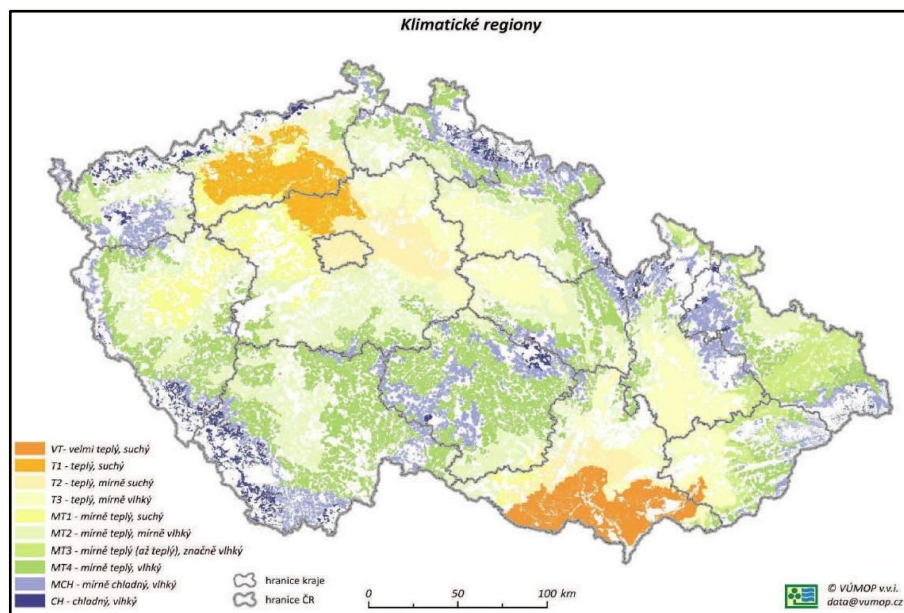 Klimatické regiony
VT- velmi teplý, suchý
T1 - teplý, suchý
T2 - teplý, mírně suchý
T3 - teplý, mírně vlhký
MT1 - mírně teplý, suchý
MT2 - mírně teplý, mírně vlhký
MT3 - mírně teplý (až teplý), značně vlhký
MT4 - mírně teplý, vlhký
MCH - mírně chladný, vlhký
CH - chladný, vlhký
hranice kraje
hranice ČR
0 50 100 km
© VÚMOP v.v.i.
data@vumop.cz